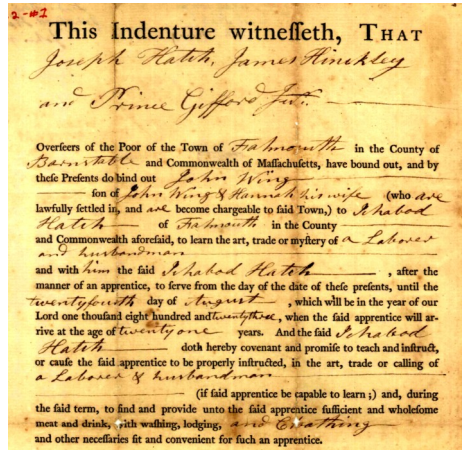 2-#1
This Indenture witneſſeth, THAT
Joseph Hatch, James Hinckley
and Prince Gifford Junr.
Overſeers of the Poor of the Town of Falmouth in the County of
Barnstable and Commonwealth of Maſſachuſetts, have bound out, and by
theſe Preſents do bind out John Wing
ſon of John Wing & Hannah his wife (who are
lawfully ſettled in, and are become chargeable to ſaid Town,) to Ichabod
Hatch of Falmouth in the County
and Commonwealth aforeſaid, to learn the art, trade or myſtery of a Laborer
and husbandman
and with him the ſaid Ichabod Hatch , after the
manner of an apprentice, to ſerve from the day of the date of theſe preſents, until the
twentyfourth day of August , which will be in the year of our
Lord one thouſand eight hundred and twentythree, when the ſaid apprentice will ar-
rive at the age of twenty one years. And the ſaid Ichabod
Hatch doth hereby covenant and promiſe to teach and inſtruct,
or cauſe the ſaid apprentice to be properly inſtructed, in the art, trade or calling of
a Laborer & husbandman
(if ſaid apprentice be capable to learn ;) and, during
the ſaid term, to find and provide unto the ſaid apprentice ſufficient and wholeſome
meat and drink, with waſhing, lodging, and Cloathing
and other neceſſaries fit and convenient for ſuch an apprentice.